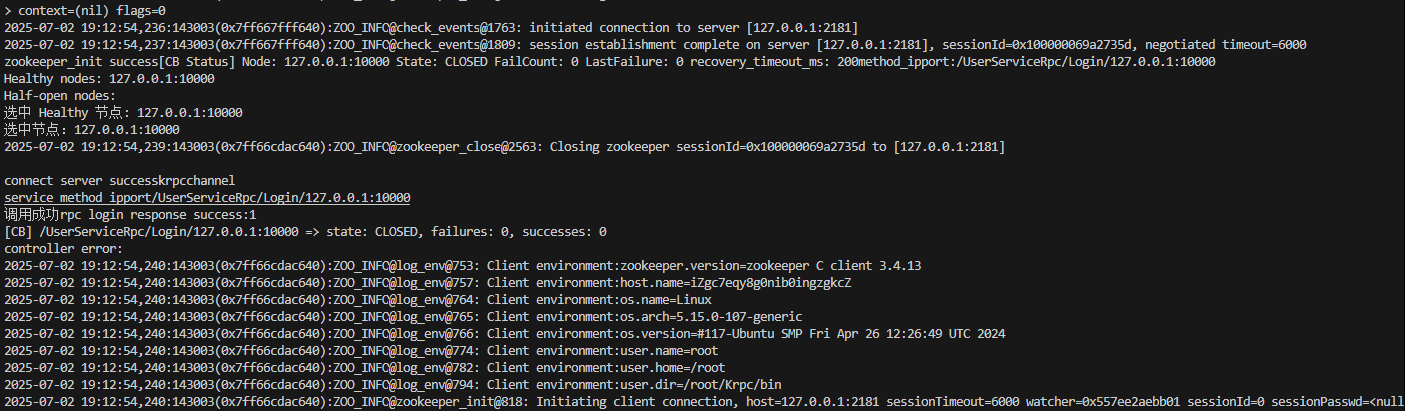 > context=(nil) flags=0
2025-07-02 19:12:54,236:143003(0x7ff667fff640):ZOO_INFO@check_events@1763: initiated connection to server [127.0.0.1:2181]
2025-07-02 19:12:54,237:143003(0x7ff667fff640):ZOO_INFO@check_events@1809: session establishment complete on server [127.0.0.1:2181], sessionId=0x100000069a2735d, negotiated timeout=6000
zookeeper_init success[CB Status] Node: 127.0.0.1:10000 State: CLOSED FailCount: 0 LastFailure: 0 recovery_timeout_ms: 200method_ipport:/UserServiceRpc/Login/127.0.0.1:10000
Healthy nodes: 127.0.0.1:10000
Half-open nodes:
选中 Healthy 节点: 127.0.0.1:10000
选中节点: 127.0.0.1:10000
2025-07-02 19:12:54,239:143003(0x7ff66cdac640):ZOO_INFO@zookeeper_close@2563: Closing zookeeper sessionId=0x100000069a2735d to [127.0.0.1:2181]
connect server successkrpcchannel
service_method_ipport/UserServiceRpc/Login/127.0.0.1:10000
调用成功rpc login response success:1
[CB] /UserServiceRpc/Login/127.0.0.1:10000 => state: CLOSED, failures: 0, successes: 0
controller error:
2025-07-02 19:12:54,240:143003(0x7ff66cdac640):ZOO_INFO@log_env@753: Client environment:zookeeper.version=zookeeper C client 3.4.13
2025-07-02 19:12:54,240:143003(0x7ff66cdac640):ZOO_INFO@log_env@757: Client environment:host.name=iZgc7eqy8g0nib0ingzgkcZ
2025-07-02 19:12:54,240:143003(0x7ff66cdac640):ZOO_INFO@log_env@764: Client environment:os.name=Linux
2025-07-02 19:12:54,240:143003(0x7ff66cdac640):ZOO_INFO@log_env@765: Client environment:os.arch=5.15.0-107-generic
2025-07-02 19:12:54,240:143003(0x7ff66cdac640):ZOO_INFO@log_env@766: Client environment:os.version=#117-Ubuntu SMP Fri Apr 26 12:26:49 UTC 2024
2025-07-02 19:12:54,240:143003(0x7ff66cdac640):ZOO_INFO@log_env@774: Client environment:user.name=root
2025-07-02 19:12:54,240:143003(0x7ff66cdac640):ZOO_INFO@log_env@782: Client environment:user.home=/root
2025-07-02 19:12:54,240:143003(0x7ff66cdac640):ZOO_INFO@log_env@794: Client environment:user.dir=/root/Krpc/bin
2025-07-02 19:12:54,240:143003(0x7ff66cdac640):ZOO_INFO@zookeeper_init@818: Initiating client connection, host=127.0.0.1:2181 sessionTimeout=6000 watcher=0x557ee2aebb01 sessionId=0 sessionPasswd=<null